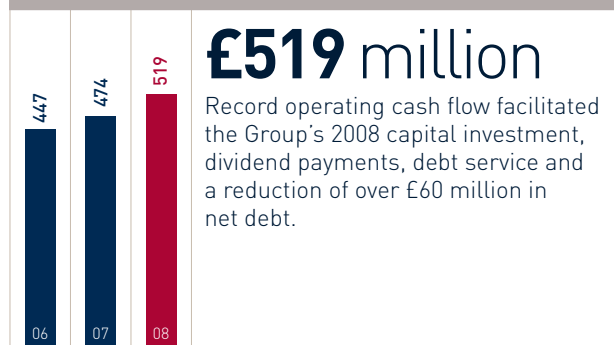 447
474
519
06
07
08
£519 million
Record operating cash flow facilitated
the Group's 2008 capital investment,
dividend payments, debt service and
a reduction of over £60 million in
net debt.